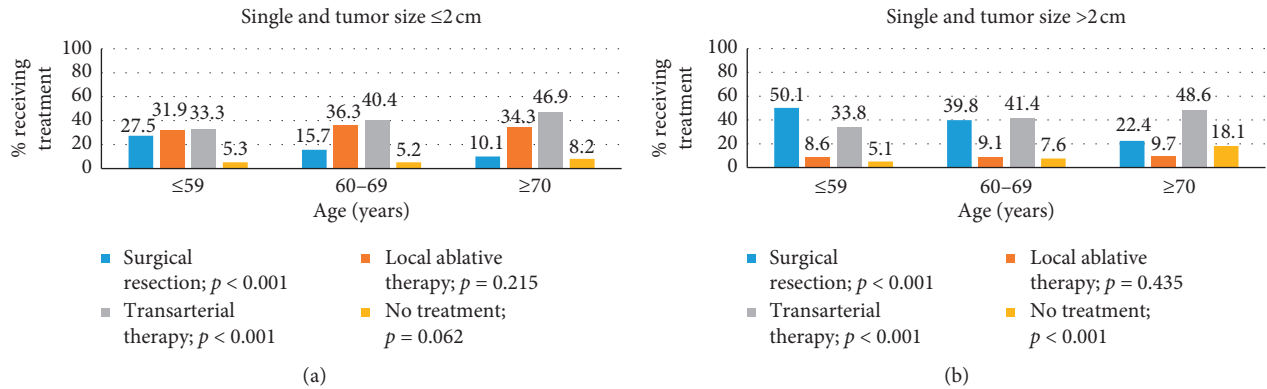 Single and tumor size ≤2 cm
% receiving
treatment
100
80
60
40
20
0
27.5 31.9 33.3 5.3
15.7 36.3 40.4 5.2
10.1 34.3 46.9 8.2
≤59 60–69 ≥70
Age (years)
Surgical
resection; p < 0.001
Transarterial
therapy; p < 0.001
Local ablative
therapy; p = 0.215
No treatment;
p = 0.062
(a)
Single and tumor size >2 cm
% receiving
treatment
100
80
60
40
20
0
50.1 8.6 33.8 5.1
39.8 9.1 41.4 7.6
22.4 9.7 48.6 18.1
≤59 60–69 ≥70
Age (years)
Surgical
resection; p < 0.001
Transarterial
therapy; p < 0.001
Local ablative
therapy; p = 0.435
No treatment;
p < 0.001
(b)